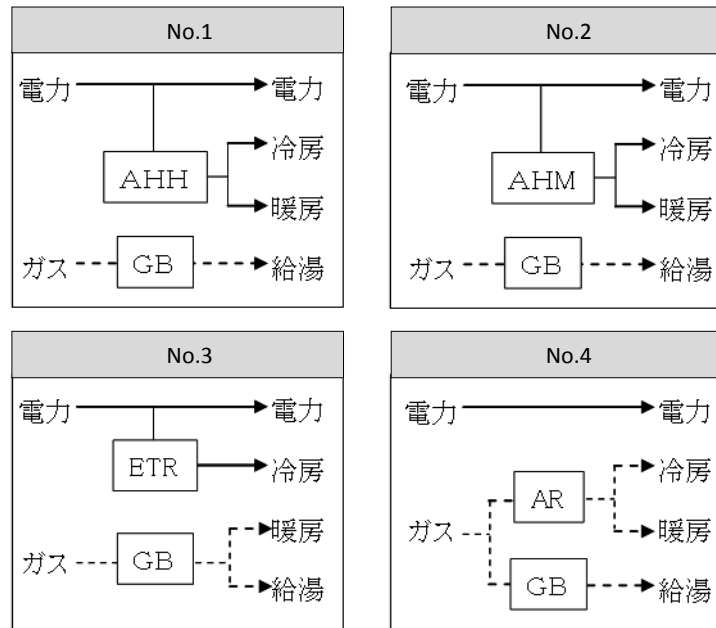 No.1
電力
電力
冷房
AHH
暖房
ガス
GB
給湯
No.2
電力
電力
冷房
AHM
暖房
ガス
GB
給湯
No.3
電力
電力
ETR
冷房
暖房
ガス
GB
給湯
No.4
電力
電力
冷房
AR
ガス
暖房
GB
給湯